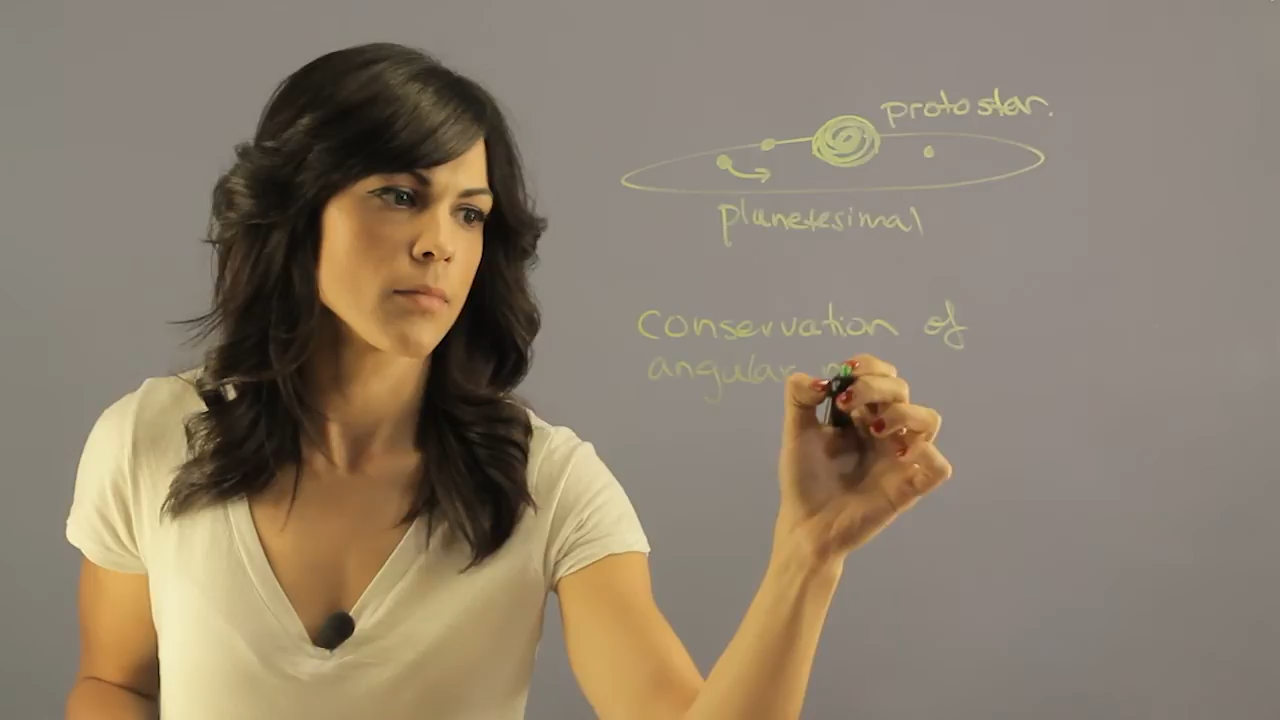 protostar.
planetesimal
conservation of
angular